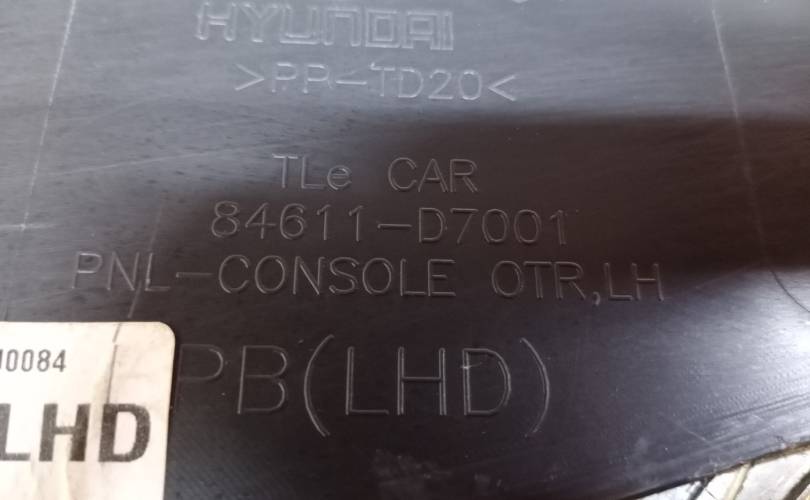 HYUNDAI
>PP-TD20<
TLe CAR
84611-D7001
PNL-CONSOLE OTR,LH
PB(LHD)
0084
LHD